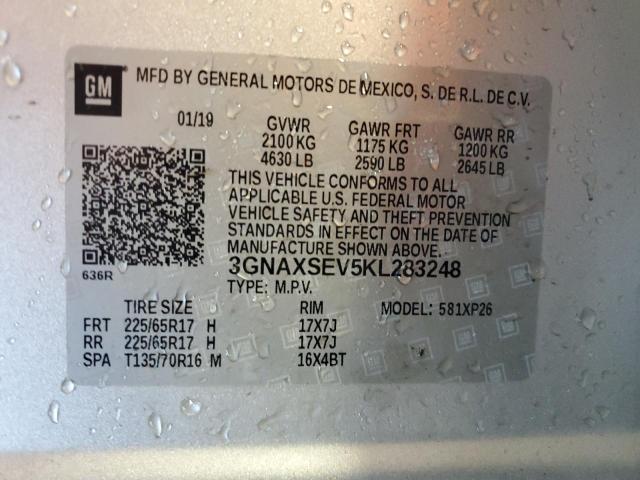 GM
MFD BY GENERAL MOTORS DE MEXICO, S. DE R.L. DE C.V.
01/19 GVWR GAWR FRT GAWR RR
2100 KG 1175 KG 1200 KG
4630 LB 2590 LB 2645 LB
THIS VEHICLE CONFORMS TO ALL
APPLICABLE U.S. FEDERAL MOTOR
VEHICLE SAFETY AND THEFT PREVENTION
STANDARDS IN EFFECT ON THE DATE OF
MANUFACTURE SHOWN ABOVE.
636R 3GNAXSEV5KL283248
TYPE: M.P.V.
TIRE SIZE RIM MODEL: 581XP26
FRT 225/65R17 H 17X7J
RR 225/65R17 H 17X7J
SPA T135/70R16 M 16X4BT